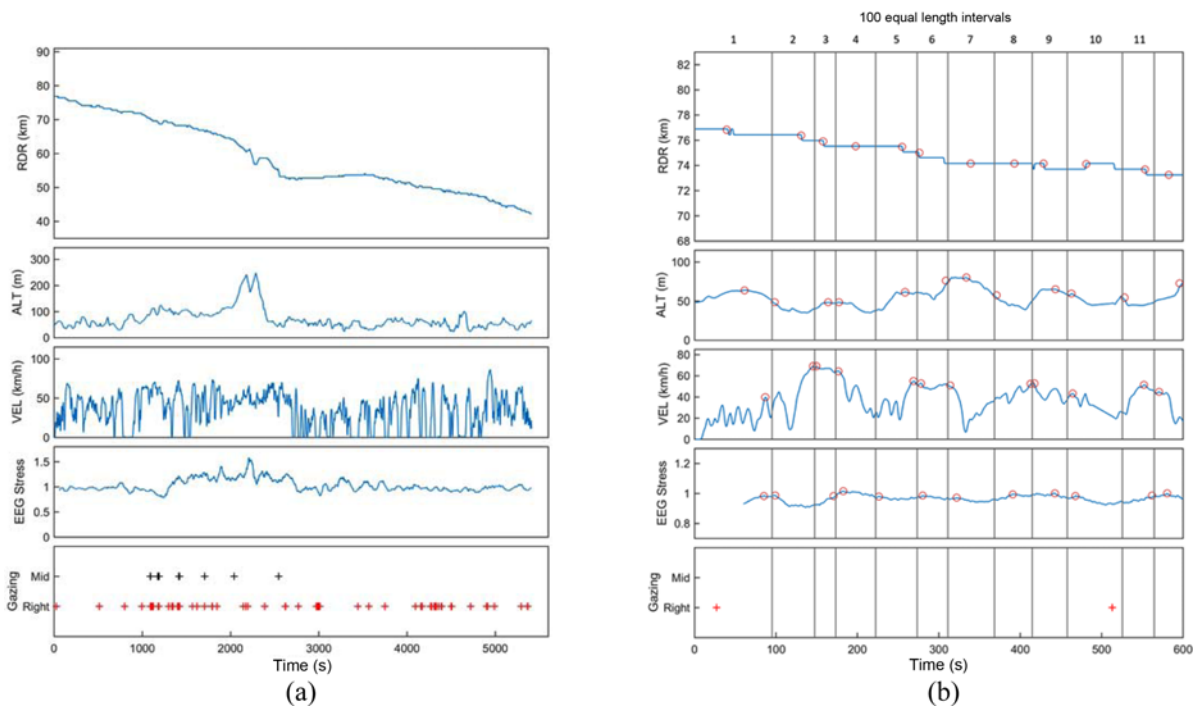 90
80
70
60
50
40
RDR (km)
300
200
100
0
ALT (m)
100
50
0
VEL (km/h)
1.5
1
0.5
0
EEG Stress
Mid
Right
Gazing
0 1000 2000 3000 4000 5000
Time (s)
(a)
100 equal length intervals
1 2 3 4 5 6 7 8 9 10 11
82
80
78
76
74
72
70
68
RDR (km)
100
50
0
ALT (m)
80
60
40
20
0
VEL (km/h)
1.2
1
0.8
EEG Stress
Mid
Right
Gazing
0 100 200 300 400 500 600
Time (s)
(b)